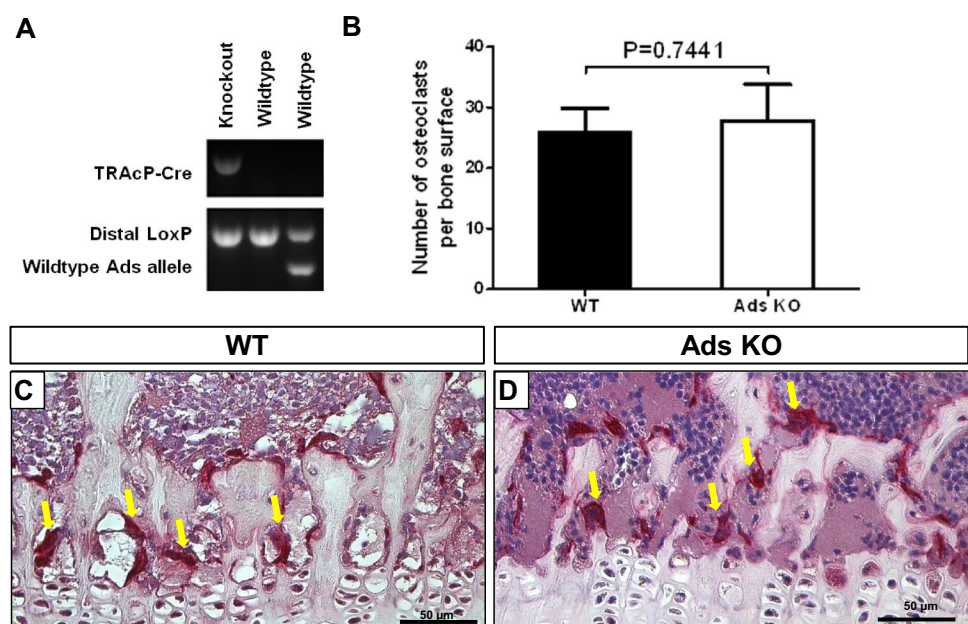 A
Knockout
Wildtype
Wildtype
TRAcP-Cre
Distal LoxP
Wildtype Ads allele
B
P=0.7441
Number of osteoclasts
per bone surface
40
30
20
10
0
WT
Ads KO
WT
Ads KO
C
50 µm
D
50 µm